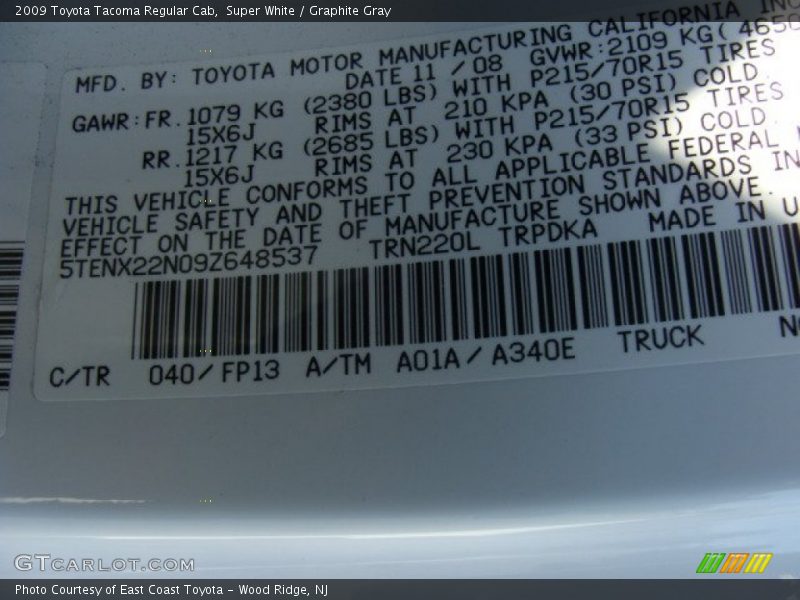 2009 Toyota Tacoma Regular Cab, Super White / Graphite Gray
MFD. BY: TOYOTA MOTOR MANUFACTURING CALIFORNIA INC
DATE 11 / 08 GVWR: 2109 KG( 4650
GAWR: FR. 1079 KG (2380 LBS) WITH P215/70R15 TIRES
15X6J RIMS AT 210 KPA (30 PSI) COLD.
RR. 1217 KG (2685 LBS) WITH P215/70R15 TIRES
15X6J RIMS AT 230 KPA (33 PSI) COLD.
THIS VEHICLE CONFORMS TO ALL APPLICABLE FEDERAL
VEHICLE SAFETY AND THEFT PREVENTION STANDARDS IN
EFFECT ON THE DATE OF MANUFACTURE SHOWN ABOVE.
5TENX22N09Z648537 TRN220L TRPDKA MADE IN U
C/TR 040/FP13 A/TM A01A/A340E TRUCK
GTCARLOT.COM
Photo Courtesy of East Coast Toyota - Wood Ridge, NJ